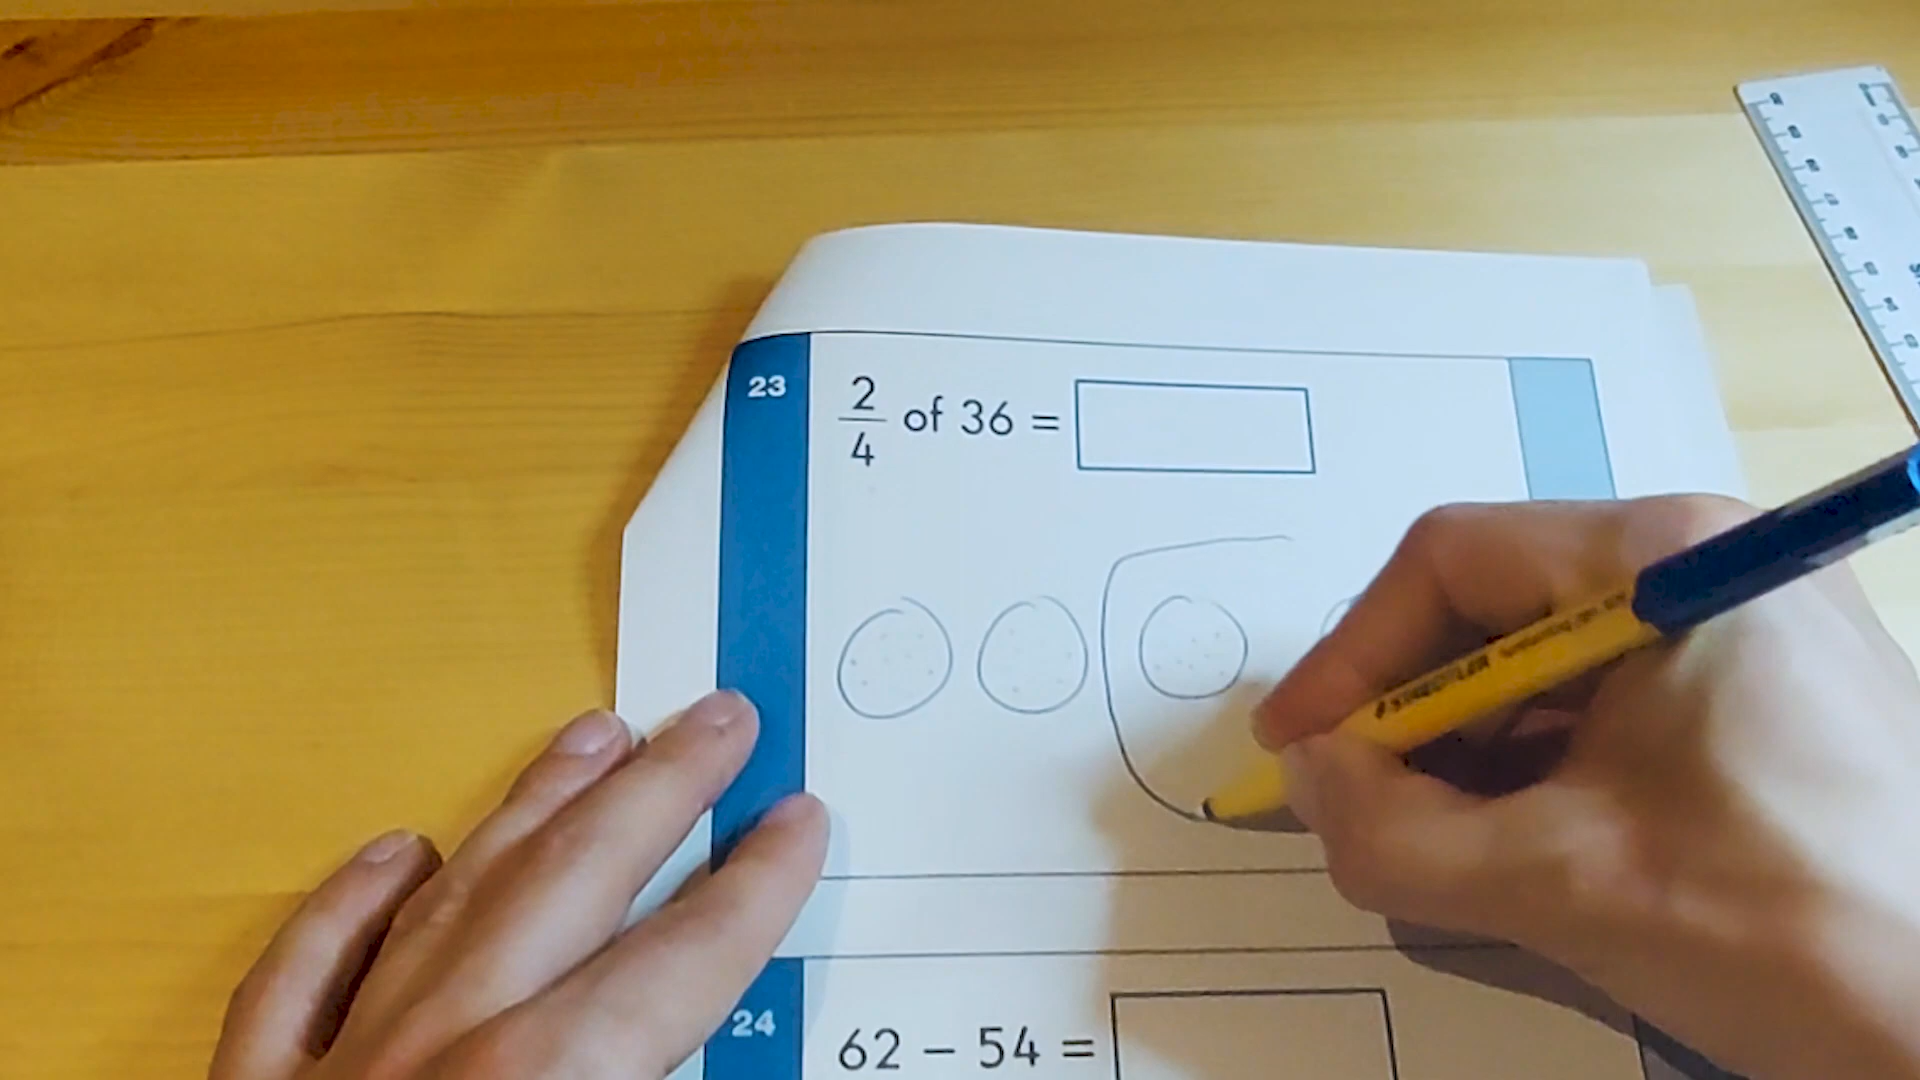 23
2/4 of 36 =
STAEDTLER
24
62 – 54 =